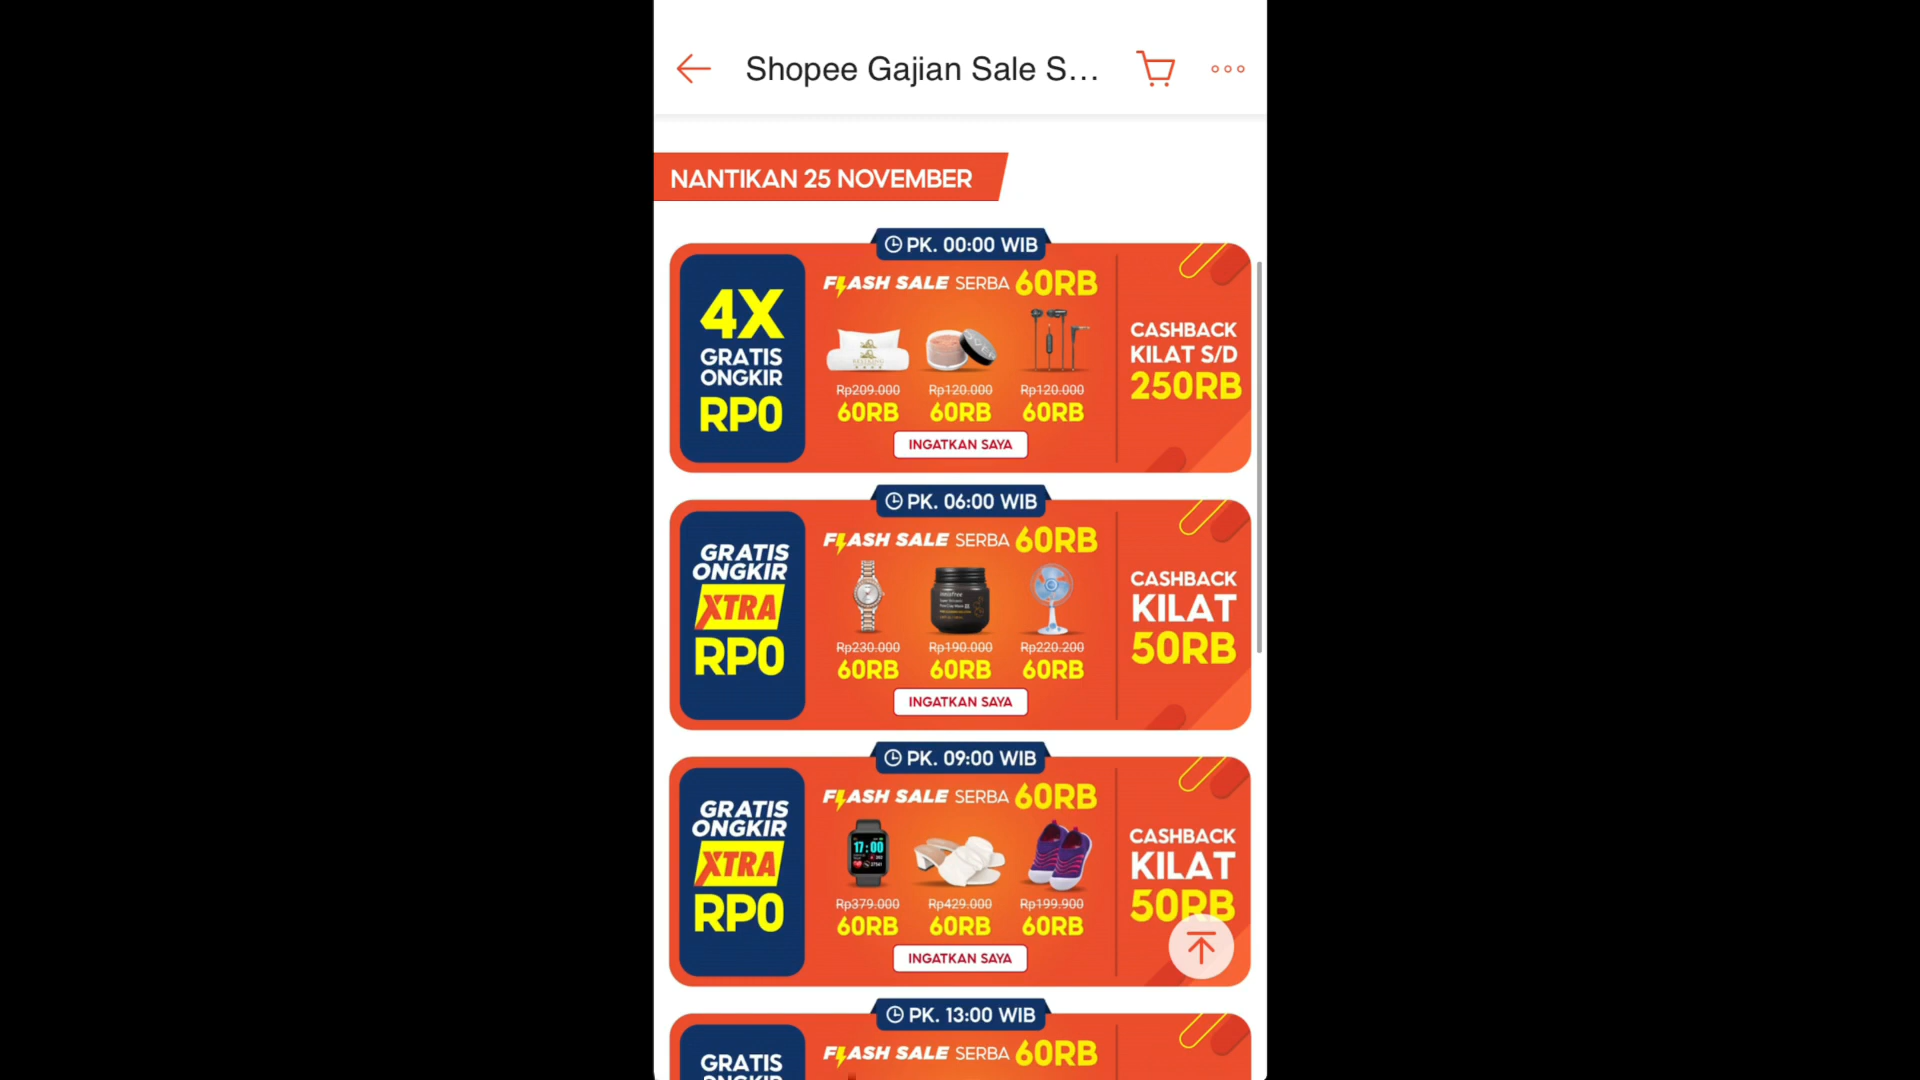 Shopee Gajian Sale S...
NANTIKAN 25 NOVEMBER
PK. 00:00 WIB
4X
GRATIS
ONGKIR
RP0
FLASH SALE SERBA 60RB
Rp209.000 Rp120.000 Rp120.000
60RB 60RB 60RB
INGATKAN SAYA
CASHBACK
KILAT S/D
250RB
PK. 06:00 WIB
GRATIS
ONGKIR
XTRA
RP0
FLASH SALE SERBA 60RB
innisfree
Rp230.000 Rp190.000 Rp220.200
60RB 60RB 60RB
INGATKAN SAYA
CASHBACK
KILAT
50RB
PK. 09:00 WIB
GRATIS
ONGKIR
XTRA
RP0
FLASH SALE SERBA 60RB
17:00
Rp379.000 Rp429.000 Rp199.900
60RB 60RB 60RB
INGATKAN SAYA
CASHBACK
KILAT
50RB
PK. 13:00 WIB
GRATIS
ONGKIR
FLASH SALE SERBA 60RB